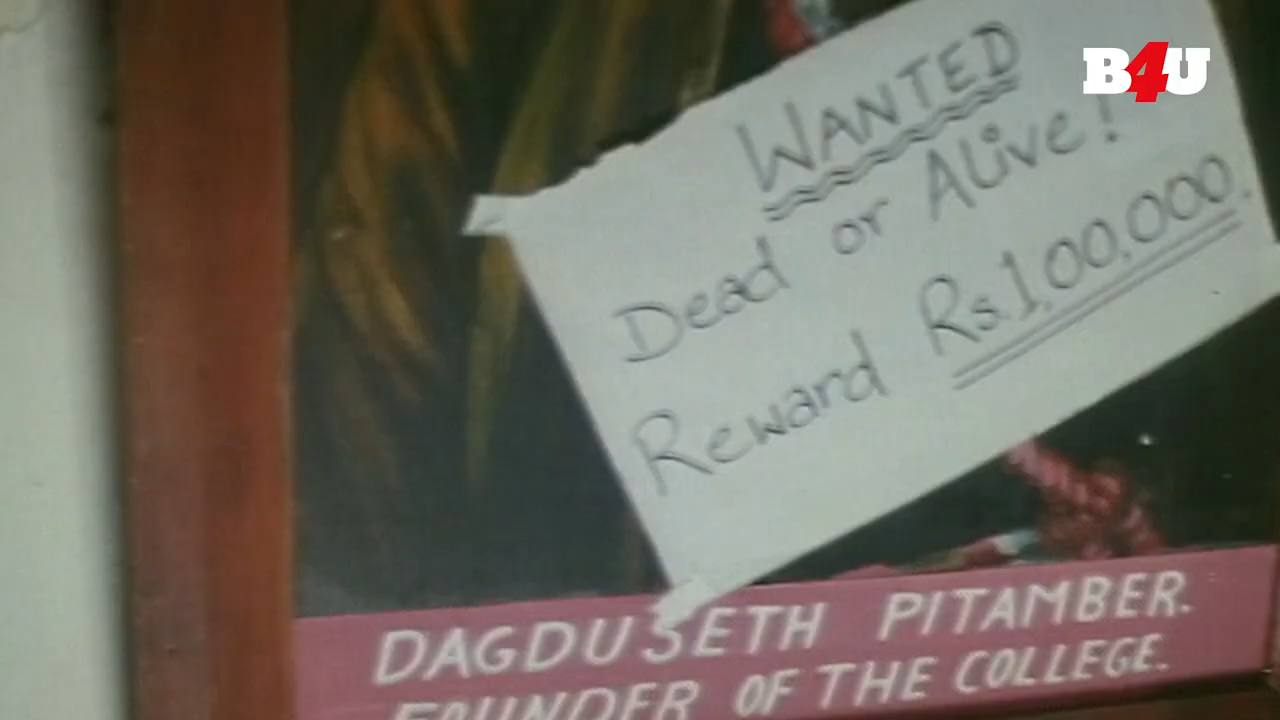 B4U
WANTED
Dead or Alive!
Reward Rs.1,00,000.
DAGDUSETH PITAMBER.
FOUNDER OF THE COLLEGE.